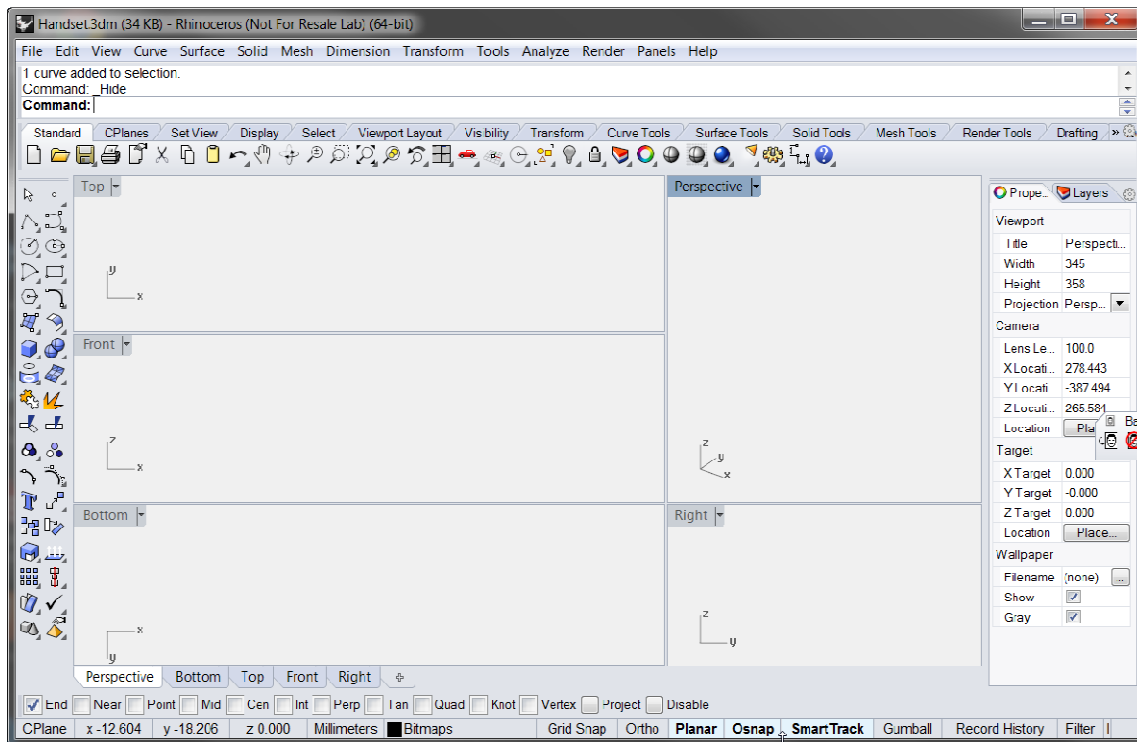 Handset.3dm (34 KB) - Rhinoceros (Not For Resale Lab) (64-bit)
File Edit View Curve Surface Solid Mesh Dimension Transform Tools Analyze Render Panels Help
1 curve added to selection.
Command: _Hide
Command:
Standard CPlanes Set View Display Select Viewport Layout Visibility Transform Curve Tools Surface Tools Solid Tools Mesh Tools Render Tools Drafting »
Top
Perspective
Prope... Layers
Viewport
Title Perspecti...
Width 345
Height 358
Projection Persp...
Camera
Lens Le... 100.0
X Locati... 278.443
Y Locati -387.494
Z Locati... 265.584
Location Pla
Ba
Target
X Target 0.000
Y Target -0.000
Z Target 0.000
Location Place...
Wallpaper
Filename (none) ...
Show
Gray
y
x
Front
z
x
z
y
x
Bottom
Right
x
y
z
y
Perspective Bottom Top Front Right
End Near Point Mid Cen Int Perp Tan Quad Knot Vertex Project Disable
CPlane x -12.604 y -18.206 z 0.000 Millimeters Bitmaps Grid Snap Ortho Planar Osnap SmartTrack Gumball Record History Filter